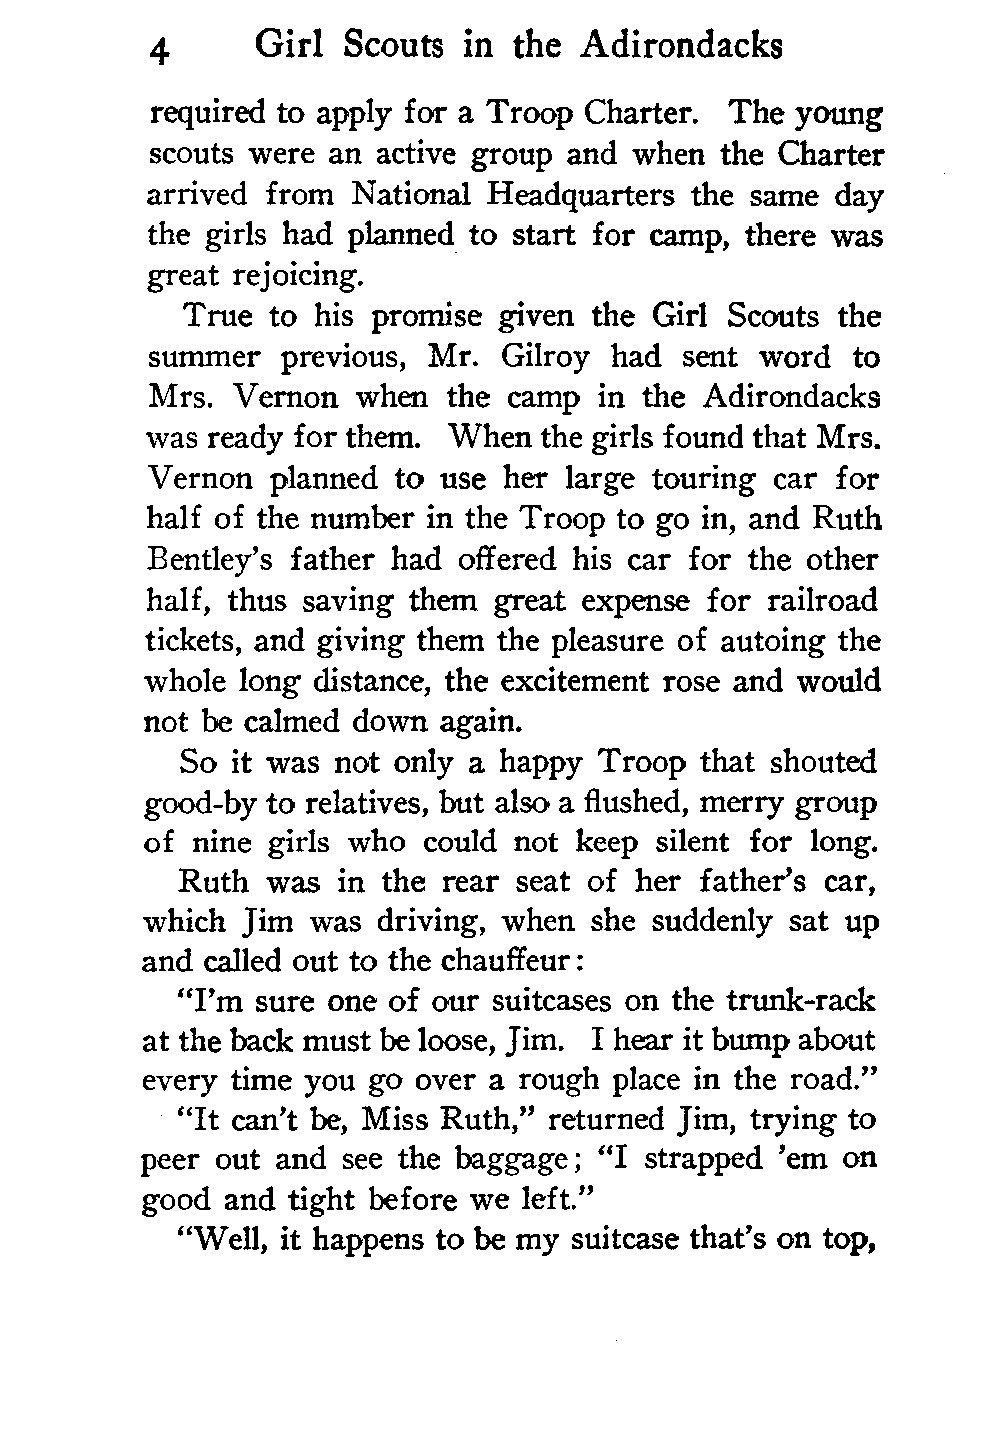 4 Girl Scouts in the Adirondacks
required to apply for a Troop Charter. The young
scouts were an active group and when the Charter
arrived from National Headquarters the same day
the girls had planned to start for camp, there was
great rejoicing.
True to his promise given the Girl Scouts the
summer previous, Mr. Gilroy had sent word to
Mrs. Vernon when the camp in the Adirondacks
was ready for them. When the girls found that Mrs.
Vernon planned to use her large touring car for
half of the number in the Troop to go in, and Ruth
Bentley’s father had offered his car for the other
half, thus saving them great expense for railroad
tickets, and giving them the pleasure of autoing the
whole long distance, the excitement rose and would
not be calmed down again.
So it was not only a happy Troop that shouted
good-by to relatives, but also a flushed, merry group
of nine girls who could not keep silent for long.
Ruth was in the rear seat of her father’s car,
which Jim was driving, when she suddenly sat up
and called out to the chauffeur:
“I’m sure one of our suitcases on the trunk-rack
at the back must be loose, Jim. I hear it bump about
every time you go over a rough place in the road.”
“It can’t be, Miss Ruth,” returned Jim, trying to
peer out and see the baggage; “I strapped ’em on
good and tight before we left.”
“Well, it happens to be my suitcase that’s on top,